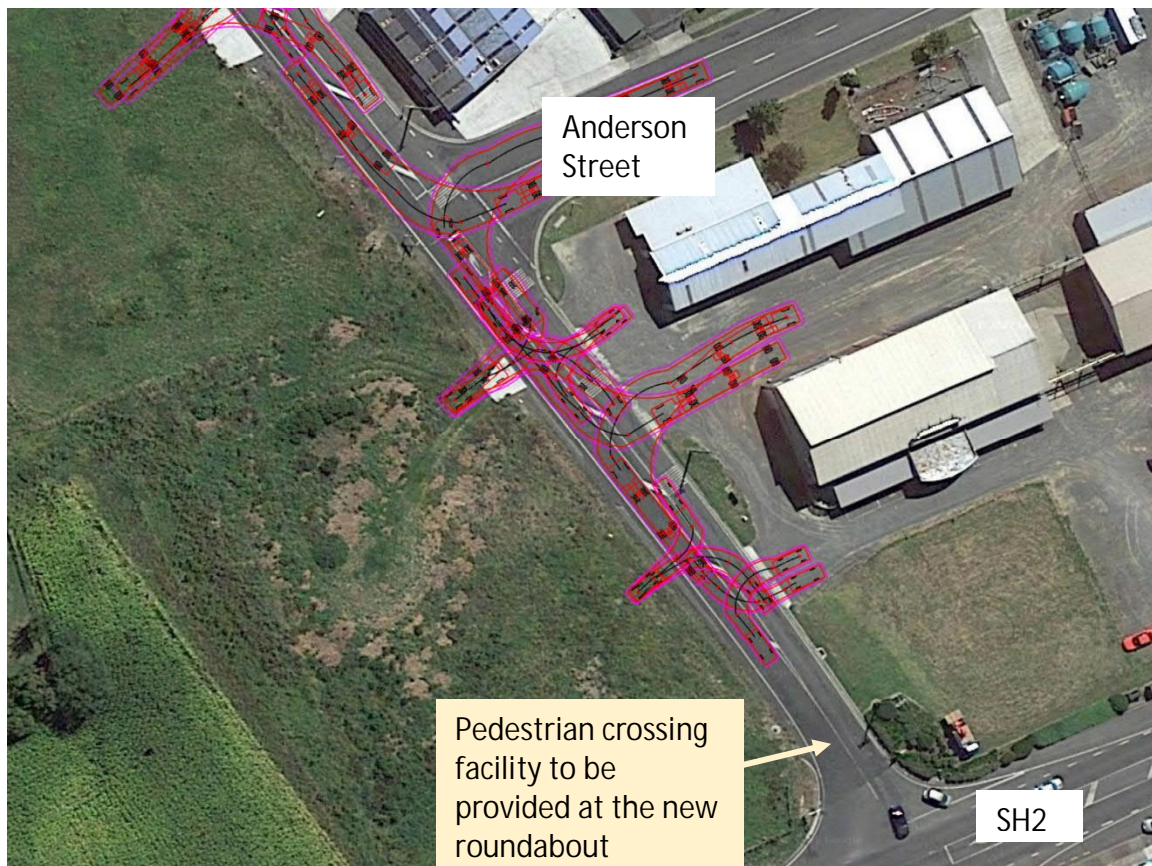 Anderson
Street
Pedestrian crossing
facility to be
provided at the new
roundabout
SH2